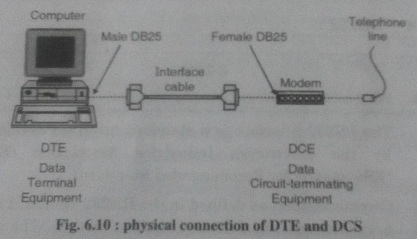 Computer
Telephone
line
Male DB25
Female DB25
Interface
cable
Modem
DTE
Data
Terminal
Equipment
DCE
Data
Circuit-terminating
Equipment
Fig. 6.10 : physical connection of DTE and DCS